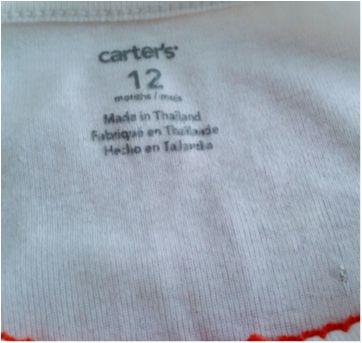 carter's
12
months / mois
Made in Thailand
Fabriqué en Thaïlande
Hecho en Tailandia